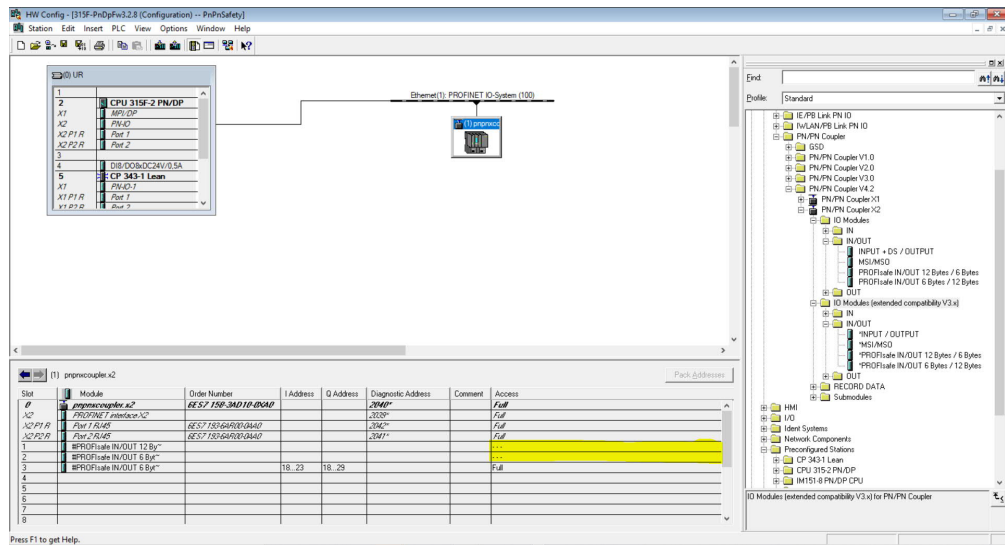 HW Config - [315F-PnDpFw3.2.8 (Configuration) -- PnPnSafety]
Station Edit Insert PLC View Options Window Help
(0) UR
1
2 CPU 315F-2 PN/DP
X1 MPI/DP
X2 PN-IO
X2 P1 R Port 1
X2 P2 R Port 2
3
4 DI8/DO8xDC24V/0,5A
5 CP 343-1 Lean
X1 PN-IO-1
X1 P1 R Port 1
X1 P2 R Port 2
Ethernet(1): PROFINET IO-System (100)
(1) pnpnxco
Find:
Profile: Standard
IE/PB Link PN IO
IWLAN/PB Link PN IO
PN/PN Coupler
GSD
PN/PN Coupler V1.0
PN/PN Coupler V2.0
PN/PN Coupler V3.0
PN/PN Coupler V4.2
PN/PN Coupler X1
PN/PN Coupler X2
IO Modules
IN
IN/OUT
INPUT + DS / OUTPUT
MSI/MSO
PROFIsafe IN/OUT 12 Bytes / 6 Bytes
PROFIsafe IN/OUT 6 Bytes / 12 Bytes
OUT
IO Modules (extended compatibility V3.x)
IN
IN/OUT
*INPUT / OUTPUT
*MSI/MSO
*PROFIsafe IN/OUT 12 Bytes / 6 Bytes
*PROFIsafe IN/OUT 6 Bytes / 12 Bytes
OUT
RECORD DATA
Submodules
HMI
I/O
Ident Systems
Network Components
Preconfigured Stations
CP 343-1 Lean
CPU 315-2 PN/DP
IM151-8 PN/DP CPU
IO Modules (extended compatibility V3.x) for PN/PN Coupler
(1) pnpnxcoupler.x2
Pack Addresses
Slot Module Order Number I Address Q Address Diagnostic Address Comment Access
0 pnpnxcoupler.x2 6ES7 158-3AD10-0XA0 2040* Full
X2 PROFINET interface X2 2039* Full
X2 P1 R Port 1 RJ45 6ES7 193-6AR00-0AA0 2042* Full
X2 P2 R Port 2 RJ45 6ES7 193-6AR00-0AA0 2041* Full
1 #PROFIsafe IN/OUT 12 By~ ---
2 #PROFIsafe IN/OUT 6 Byt~ ---
3 #PROFIsafe IN/OUT 6 Byt~ 18...23 18...29 Full
4
5
6
7
8
Press F1 to get Help.